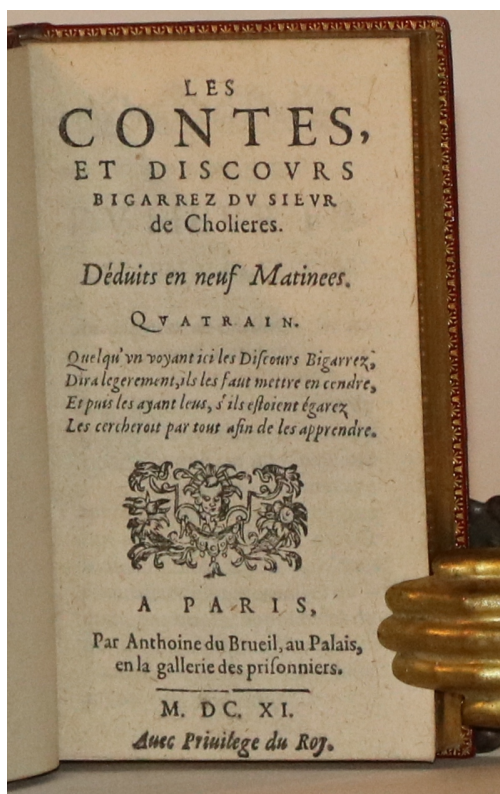 LES
CONTES,
ET DISCOVRS
BIGARREZ DV SIEVR
de Cholieres.
Déduits en neuf Matinees.
QVATRAIN.
Quelqu'vn voyant ici les Diſcours Bigarrez,
Dira legerement, ils les faut mettre en cendre,
Et puis les ayant leus, s'ils eſtoient égarez
Les cercheroit par tout afin de les apprendre.
A PARIS,
Par Anthoine du Brueil, au Palais,
en la gallerie des priſonniers.
M. DC. XI.
Auec Priuilege du Roy.